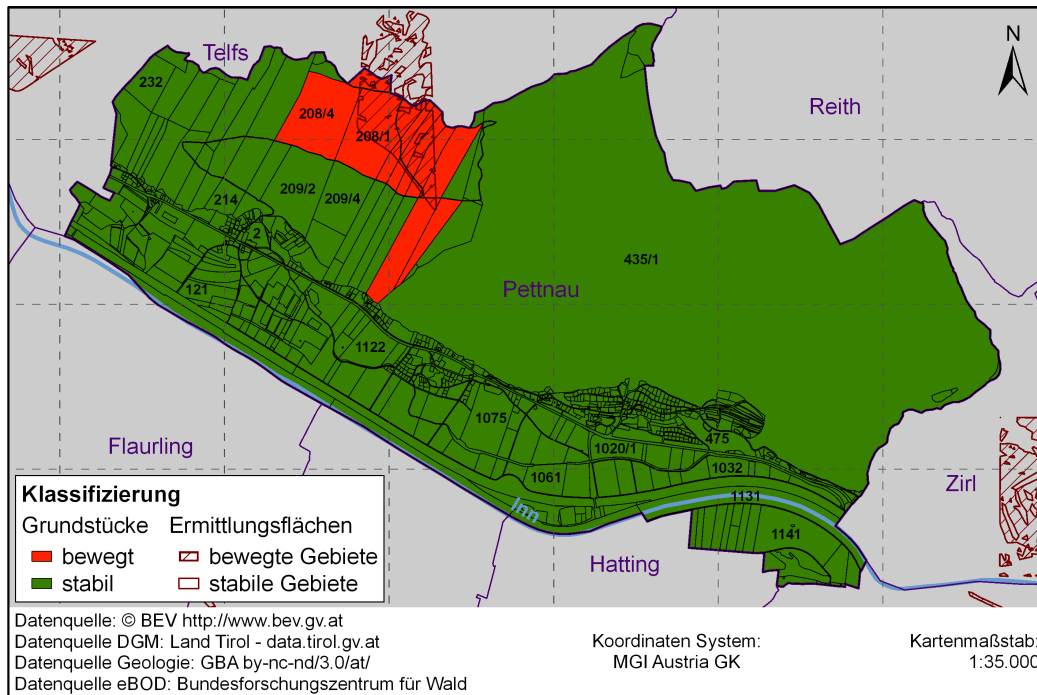 Telfs
N
232
Reith
208/4
208/1
209/2
209/4
214
2
435/1
121
Pettnau
1122
1075
475
Flaurling
1020/1
1061
1032
Zirl
1131
Inn
1141
Hatting
Klassifizierung
Grundstücke Ermittlungsflächen
bewegt bewegte Gebiete
stabil stabile Gebiete
Datenquelle: © BEV http://www.bev.gv.at
Datenquelle DGM: Land Tirol - data.tirol.gv.at
Datenquelle Geologie: GBA by-nc-nd/3.0/at/
Datenquelle eBOD: Bundesforschungszentrum für Wald
Koordinaten System:
MGI Austria GK
Kartenmaßstab:
1:35.000